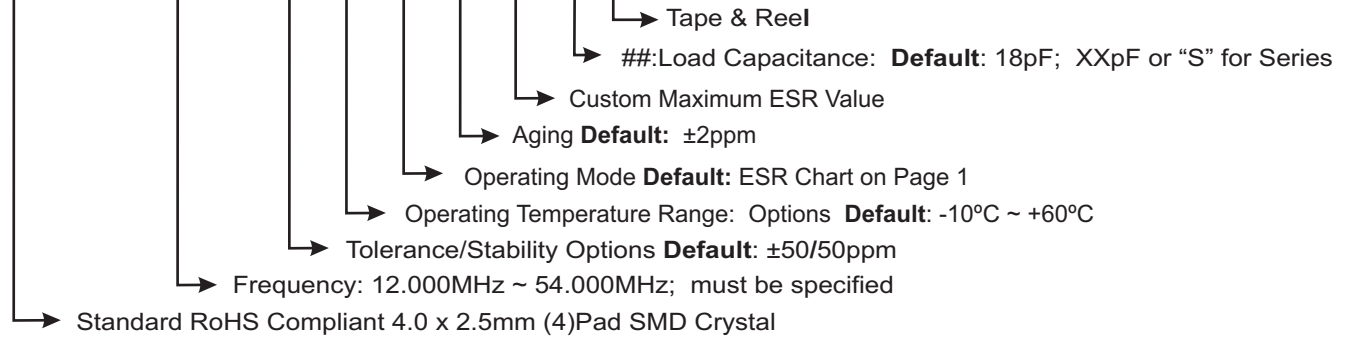 Tape & Reel
##:Load Capacitance: Default: 18pF; XXpF or “S” for Series
Custom Maximum ESR Value
Aging Default: ±2ppm
Operating Mode Default: ESR Chart on Page 1
Operating Temperature Range: Options Default: -10ºC ~ +60ºC
Tolerance/Stability Options Default: ±50/50ppm
Frequency: 12.000MHz ~ 54.000MHz; must be specified
Standard RoHS Compliant 4.0 x 2.5mm (4)Pad SMD Crystal